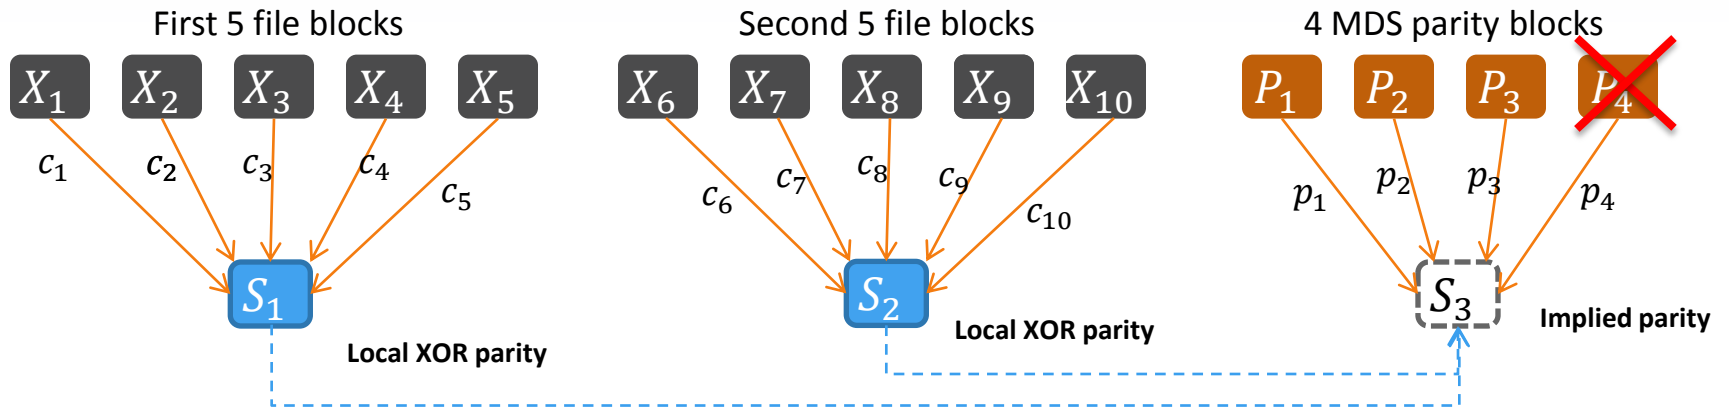 First 5 file blocks
Second 5 file blocks
4 MDS parity blocks
X₁ X₂ X₃ X₄ X₅
X₆ X₇ X₈ X₉ X₁₀
P₁ P₂ P₃ P₄
c₁ c₂ c₃ c₄ c₅
c₆ c₇ c₈ c₉ c₁₀
p₁ p₂ p₃ p₄
S₁
S₂
S₃
Local XOR parity
Local XOR parity
Implied parity